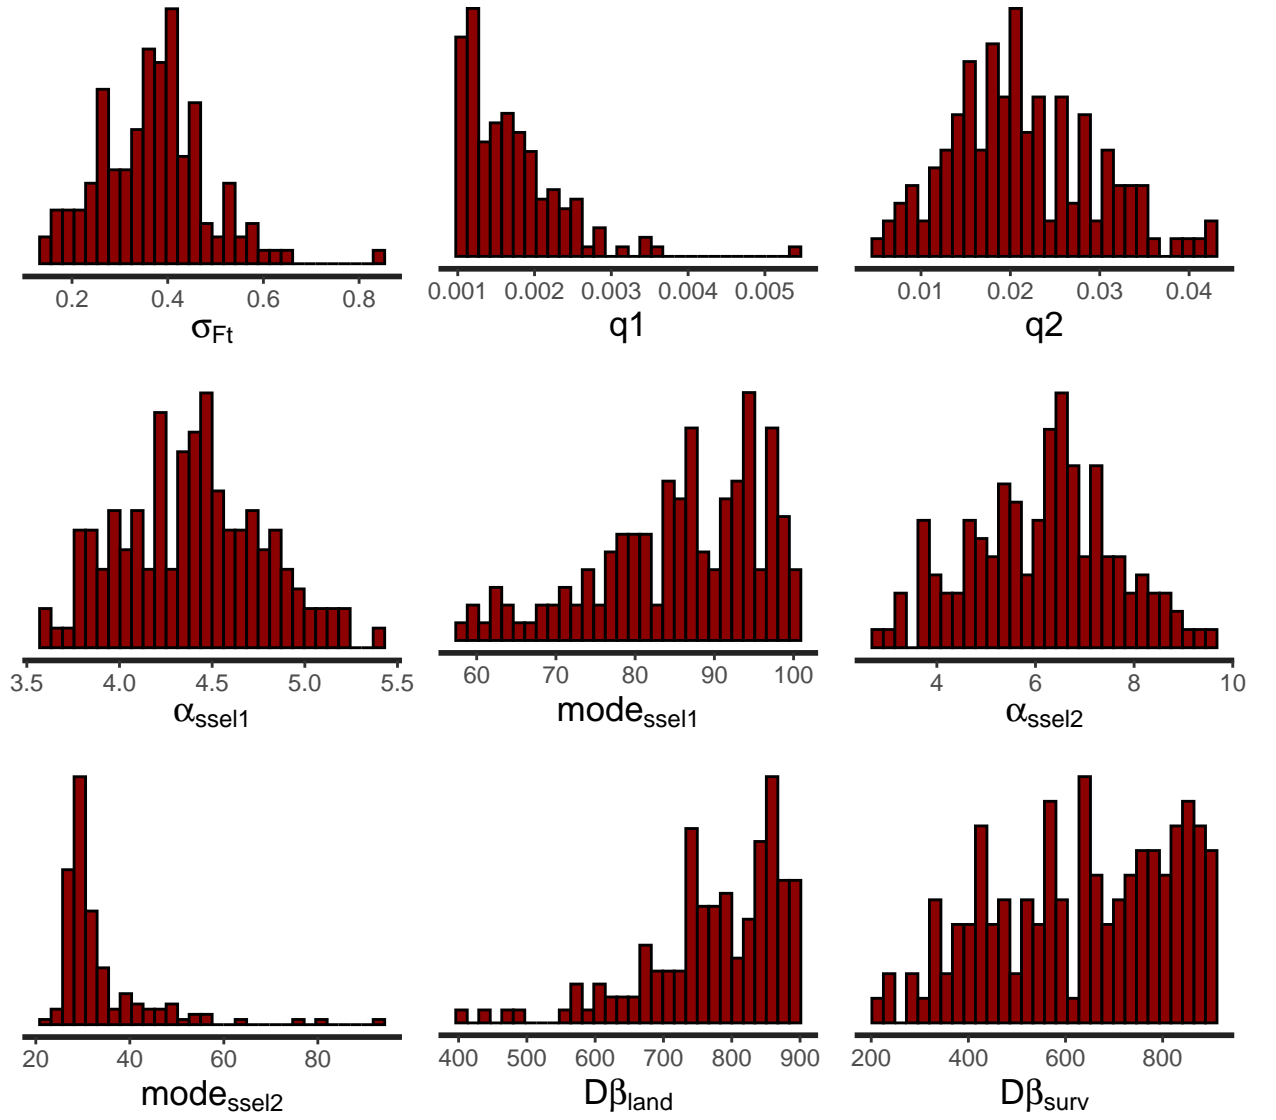 0.2 0.4 0.6 0.8
σFt
0.001 0.002 0.003 0.004 0.005
q1
0.01 0.02 0.03 0.04
q2
3.5 4.0 4.5 5.0 5.5
αssel1
60 70 80 90 100
modessel1
4 6 8 10
αssel2
20 40 60 80
modessel2
400 500 600 700 800 900
Dβland
200 400 600 800
Dβsurv